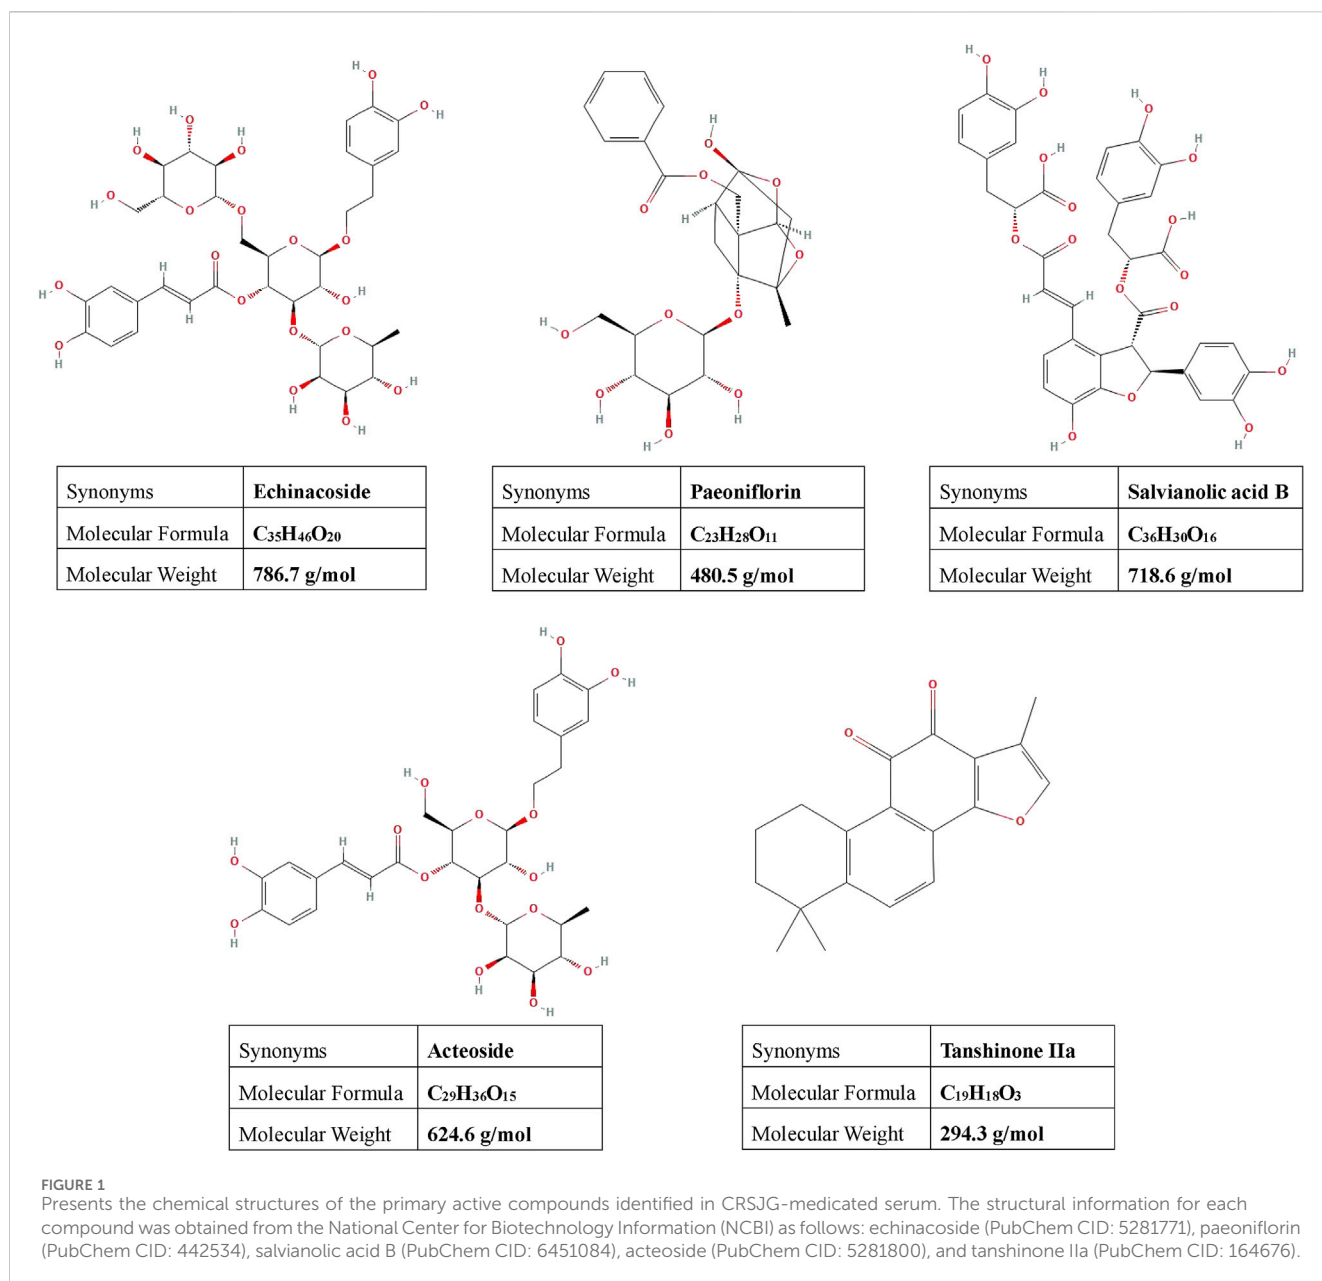 Synonyms Echinacoside
Molecular Formula C₃₅H₄₆O₂₀
Molecular Weight 786.7 g/mol
Synonyms Paeoniflorin
Molecular Formula C₂₃H₂₈O₁₁
Molecular Weight 480.5 g/mol
Synonyms Salvianolic acid B
Molecular Formula C₃₆H₃₀O₁₆
Molecular Weight 718.6 g/mol
Synonyms Acteoside
Molecular Formula C₂₉H₃₆O₁₅
Molecular Weight 624.6 g/mol
Synonyms Tanshinone IIa
Molecular Formula C₁₉H₁₈O₃
Molecular Weight 294.3 g/mol
FIGURE 1
Presents the chemical structures of the primary active compounds identified in CRSJG-medicated serum. The structural information for each
compound was obtained from the National Center for Biotechnology Information (NCBI) as follows: echinacoside (PubChem CID: 5281771), paeoniflorin
(PubChem CID: 442534), salvianolic acid B (PubChem CID: 6451084), acteoside (PubChem CID: 5281800), and tanshinone IIa (PubChem CID: 164676).